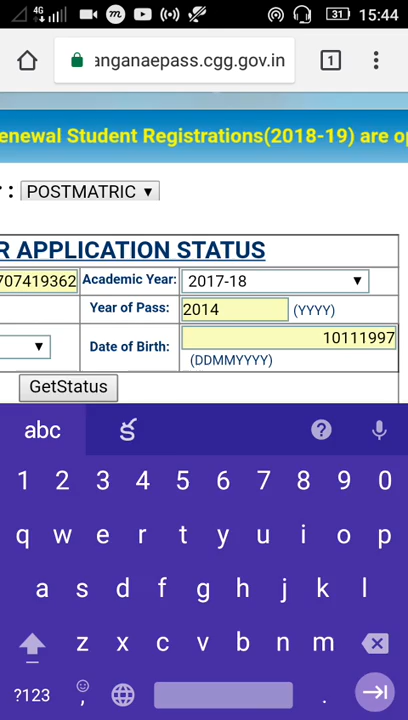 4G 31 15:44
anganaepass.cgg.gov.in 1
enewal Student Registrations(2018-19) are op
: POSTMATRIC
R APPLICATION STATUS
707419362 Academic Year: 2017-18
Year of Pass: 2014 (YYYY)
Date of Birth: 10111997
(DDMMYYYY)
GetStatus
abc క
1 2 3 4 5 6 7 8 9 0
q w e r t y u i o p
a s d f g h j k l
z x c v b n m
?123 , .